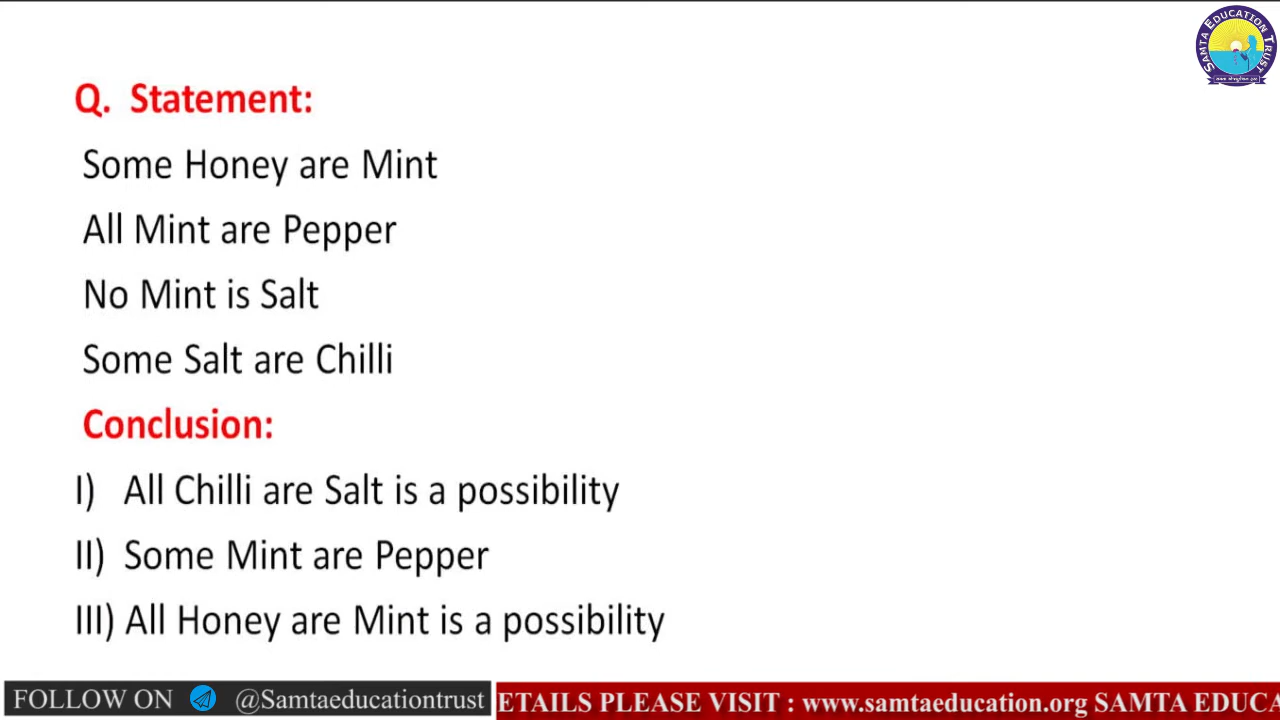 SAMTA EDUCATION TRUST
Q. Statement:
Some Honey are Mint
All Mint are Pepper
No Mint is Salt
Some Salt are Chilli
Conclusion:
I) All Chilli are Salt is a possibility
II) Some Mint are Pepper
III) All Honey are Mint is a possibility
FOLLOW ON @Samtaeducationtrust ETAILS PLEASE VISIT : www.samtaeducation.org SAMTA EDUCA